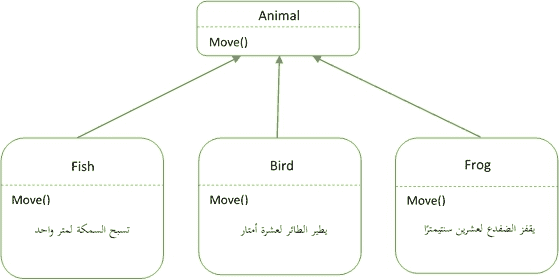 Animal
Move()
Fish
Move()
تسبح السمكة لمتر واحد
Bird
Move()
يطير الطائر لعشرة أمتار
Frog
Move()
يقفز الضفدع لعشرين سنتيمترًا